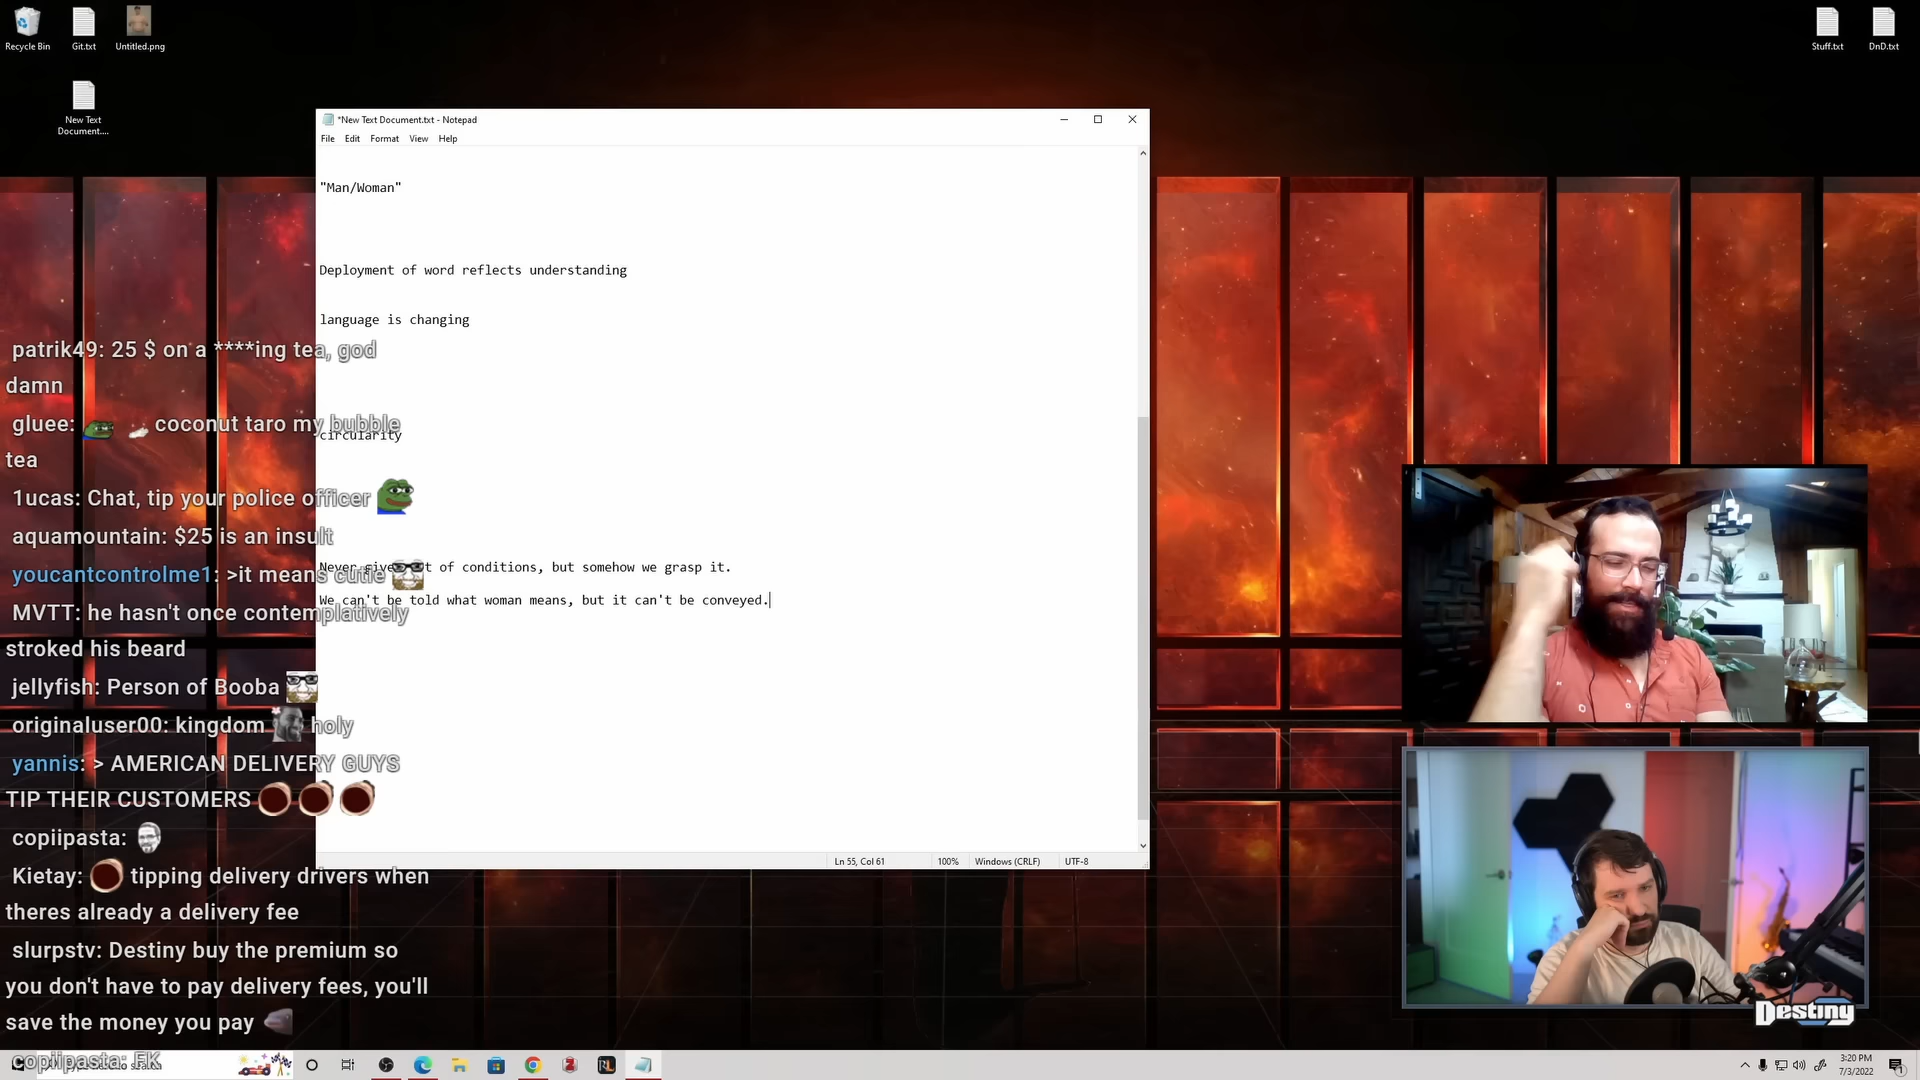 Recycle Bin
Git.txt
Untitled.png
New Text
Document....
Stuff.txt
DnD.txt
*New Text Document.txt - Notepad
File Edit Format View Help
"Man/Woman"
Deployment of word reflects understanding
language is changing
circularity
Never give t of conditions, but somehow we grasp it.
We can't be told what woman means, but it can't be conveyed.
Ln 55, Col 61
100%
Windows (CRLF)
UTF-8
patrik49: 25 $ on a ****ing tea, god
damn
gluee: coconut taro my bubble
tea
1ucas: Chat, tip your police officer
aquamountain: $25 is an insult
youcantcontrolme1: >it means cutie
MVTT: he hasn't once contemplatively
stroked his beard
jellyfish: Person of Booba
originaluser00: kingdom holy
yannis: > AMERICAN DELIVERY GUYS
TIP THEIR CUSTOMERS
copiipasta:
Kietay: tipping delivery drivers when
theres already a delivery fee
slurpstv: Destiny buy the premium so
you don't have to pay delivery fees, you'll
save the money you pay
copiipasta: FK
Destiny
3:20 PM
7/3/2022